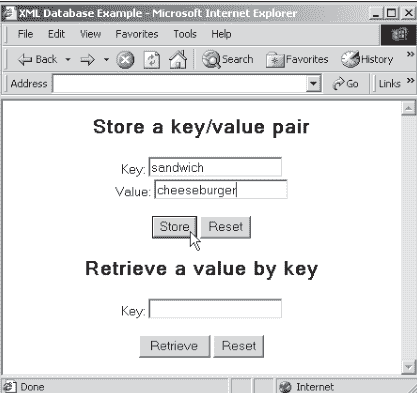 XML Database Example - Microsoft Internet Explorer
File Edit View Favorites Tools Help
Back Search Favorites History »
Address Go Links »
Store a key/value pair
Key: sandwich
Value: cheeseburger
Store Reset
Retrieve a value by key
Key:
Retrieve Reset
Done Internet